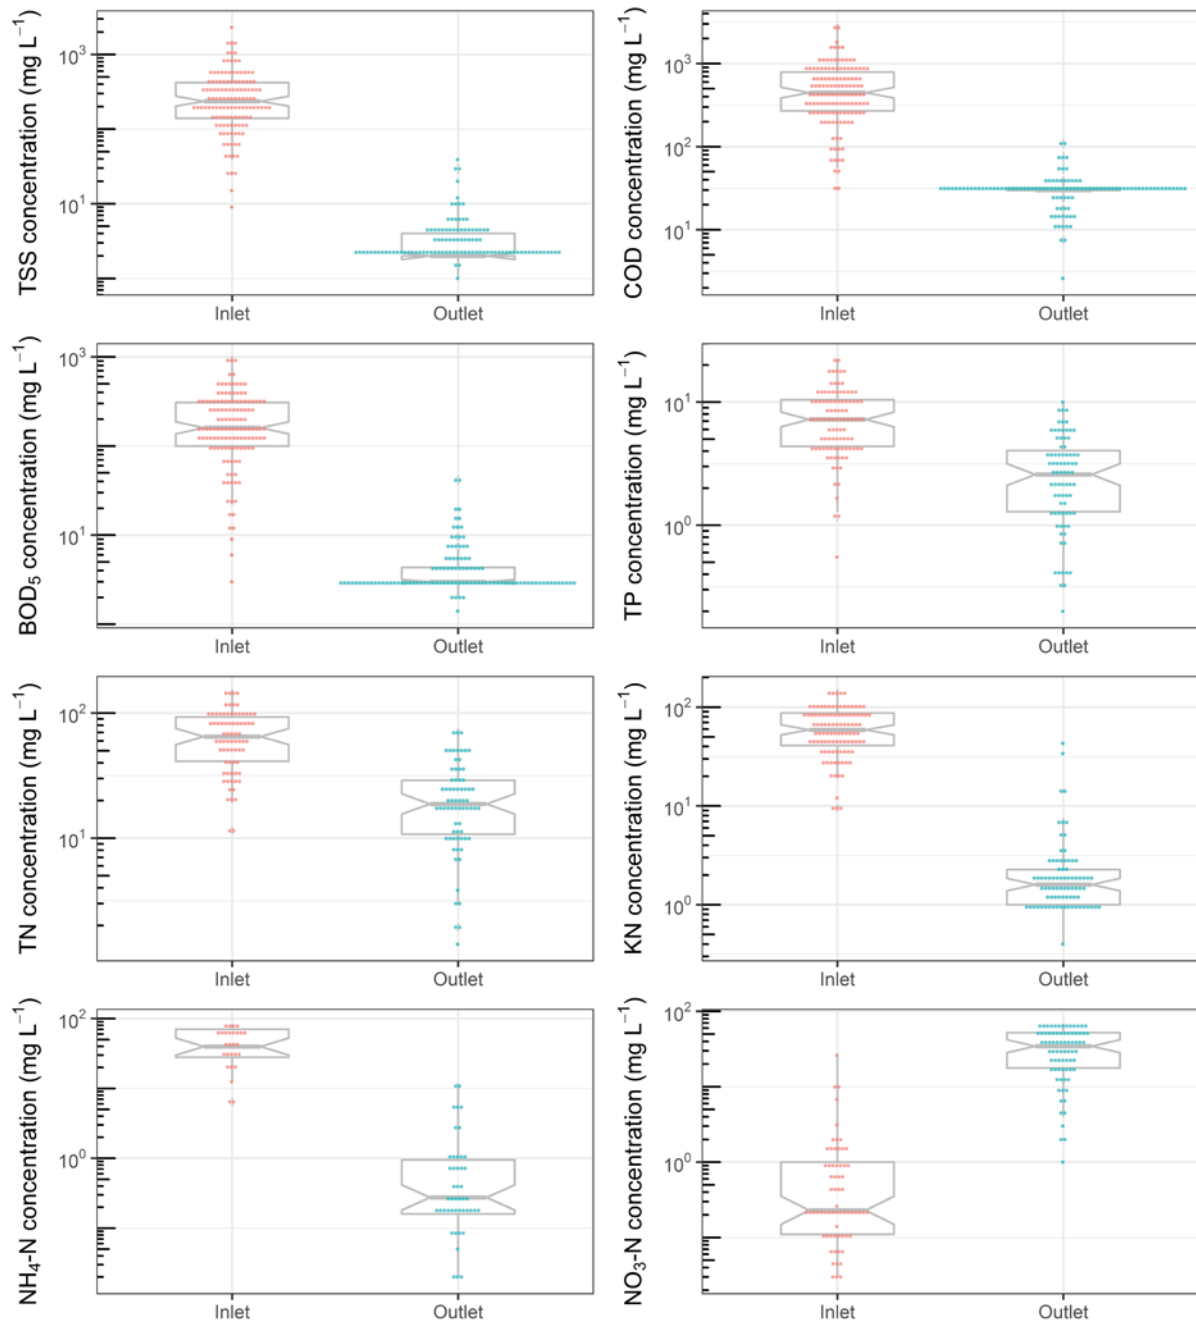 TSS concentration (mg L⁻¹)
10³
10¹
Inlet Outlet
COD concentration (mg L⁻¹)
10³
10²
10¹
Inlet Outlet
BOD₅ concentration (mg L⁻¹)
10³
10¹
Inlet Outlet
TP concentration (mg L⁻¹)
10¹
10⁰
Inlet Outlet
TN concentration (mg L⁻¹)
10²
10¹
Inlet Outlet
KN concentration (mg L⁻¹)
10²
10¹
10⁰
Inlet Outlet
NH₄-N concentration (mg L⁻¹)
10²
10⁰
Inlet Outlet
NO₃-N concentration (mg L⁻¹)
10²
10⁰
Inlet Outlet